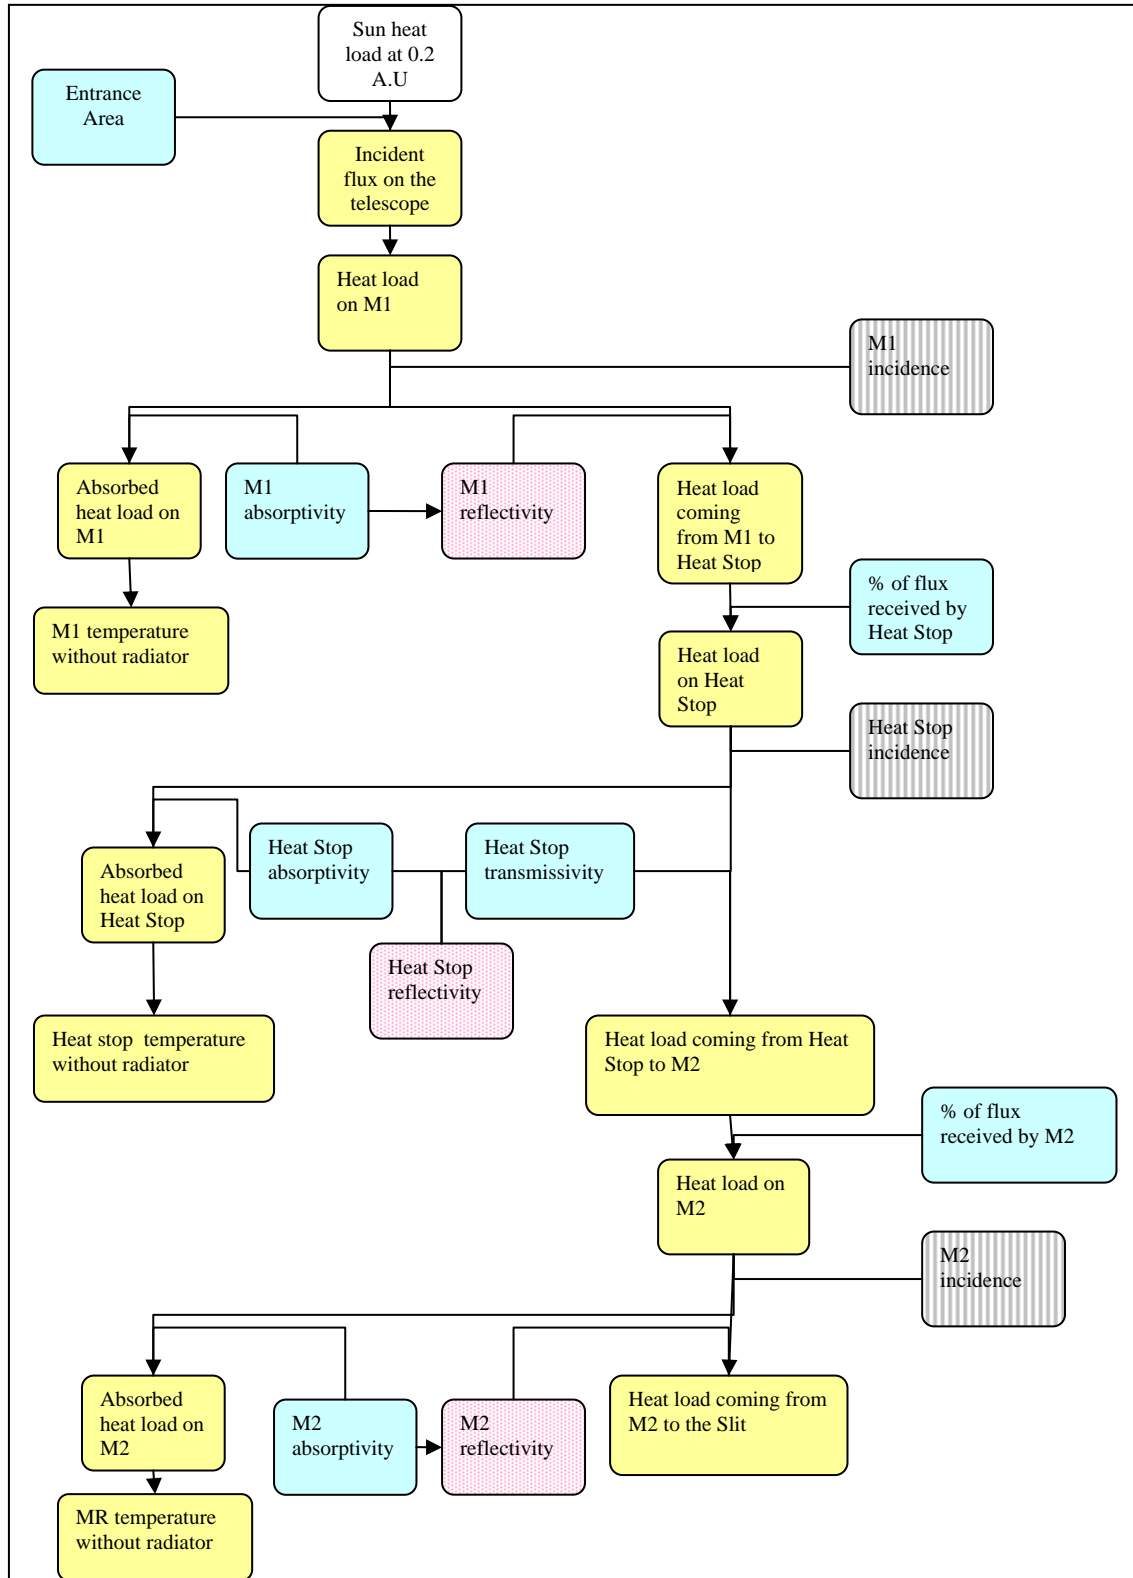 Sun heat
load at 0.2
A.U
Entrance
Area
Incident
flux on the
telescope
Heat load
on M1
M1
incidence
Absorbed
heat load on
M1
M1
absorptivity
M1
reflectivity
Heat load
coming
from M1 to
Heat Stop
% of flux
received by
Heat Stop
M1 temperature
without radiator
Heat load
on Heat
Stop
Heat Stop
incidence
Absorbed
heat load on
Heat Stop
Heat Stop
absorptivity
Heat Stop
transmissivity
Heat Stop
reflectivity
Heat stop temperature
without radiator
Heat load coming from Heat
Stop to M2
% of flux
received by M2
Heat load on
M2
M2
incidence
Absorbed
heat load on
M2
M2
absorptivity
M2
reflectivity
Heat load coming from
M2 to the Slit
MR temperature
without radiator